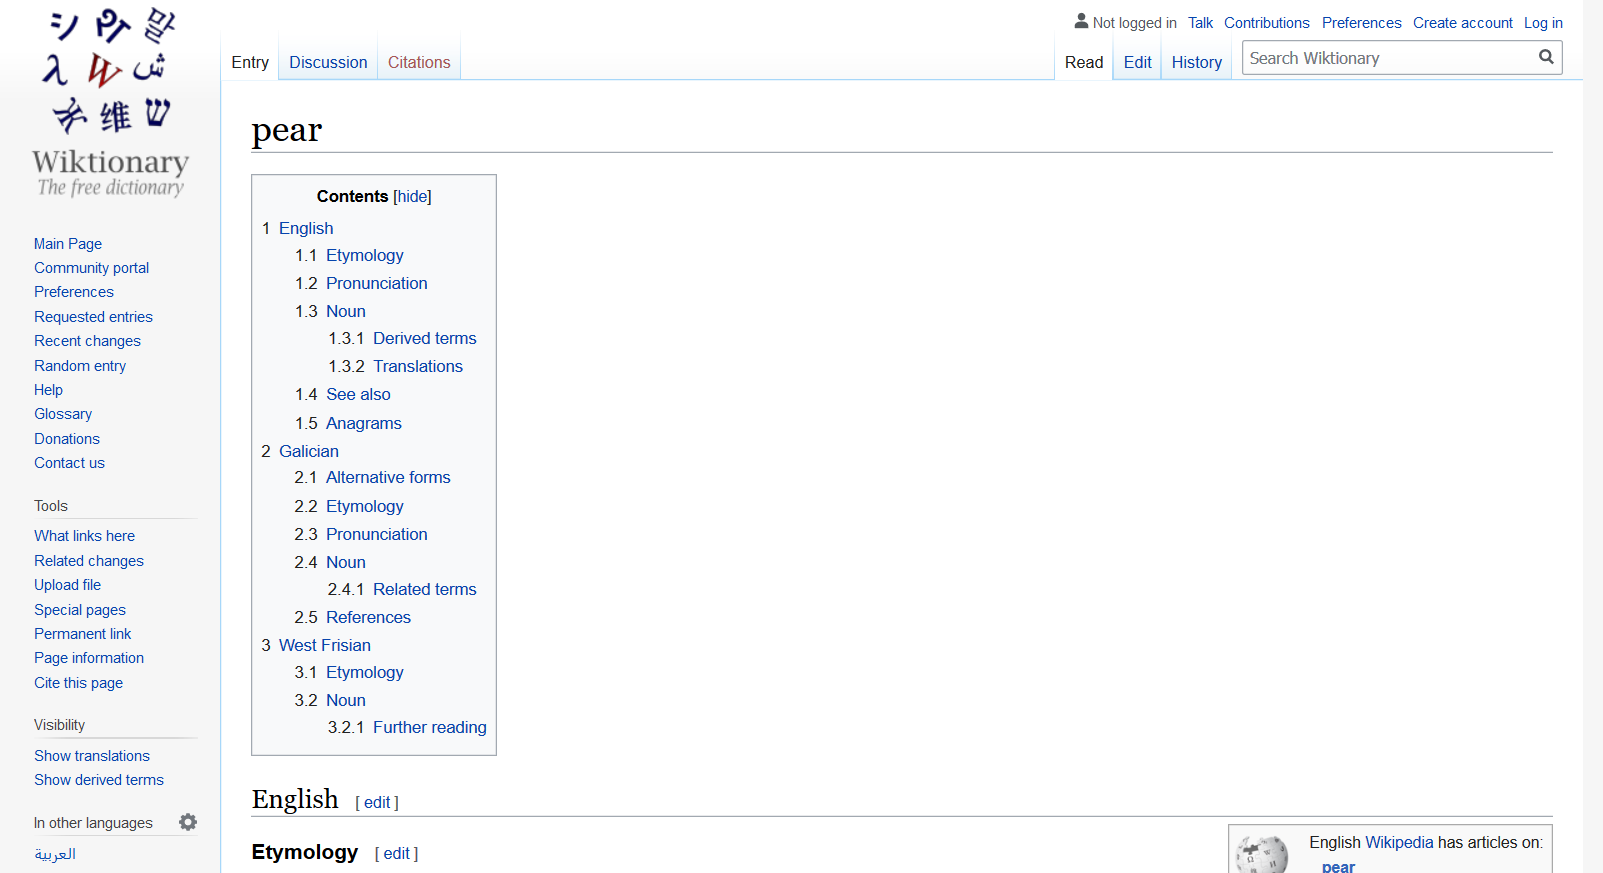 Wiktionary
The free dictionary
Not logged in Talk Contributions Preferences Create account Log in
Entry Discussion Citations Read Edit History Search Wiktionary
Main Page
Community portal
Preferences
Requested entries
Recent changes
Random entry
Help
Glossary
Donations
Contact us
Tools
What links here
Related changes
Upload file
Special pages
Permanent link
Page information
Cite this page
Visibility
Show translations
Show derived terms
In other languages
العربية
pear
Contents [hide]
1 English
1.1 Etymology
1.2 Pronunciation
1.3 Noun
1.3.1 Derived terms
1.3.2 Translations
1.4 See also
1.5 Anagrams
2 Galician
2.1 Alternative forms
2.2 Etymology
2.3 Pronunciation
2.4 Noun
2.4.1 Related terms
2.5 References
3 West Frisian
3.1 Etymology
3.2 Noun
3.2.1 Further reading
English [ edit ]
Etymology [ edit ]
English Wikipedia has articles on:
pear